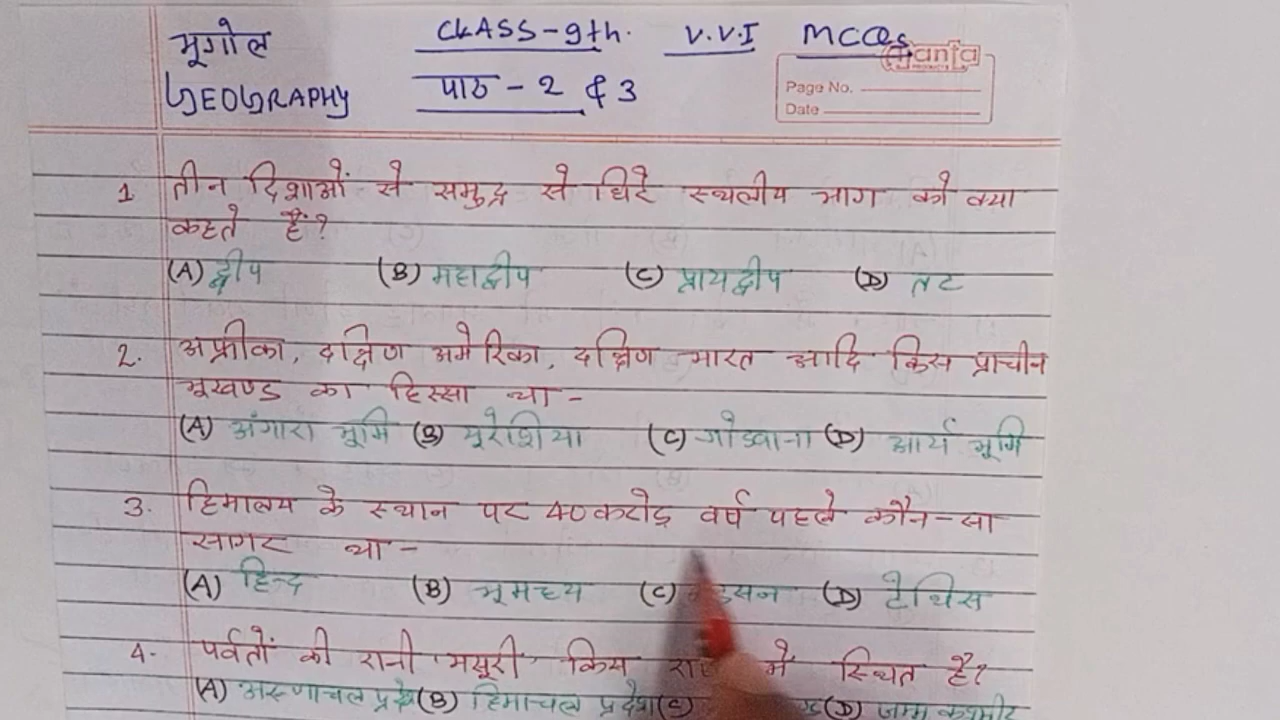 भूगोल CLASS-9th. V.V.I MCQs
GEOGRAPHY पाठ - 2 & 3
Page No.
Date
1 तीन दिशाओं से समुद्र से घिरे स्थलीय भाग को क्या
कहते हैं?
(A) द्वीप (B) महाद्वीप (C) प्रायद्वीप (D) तट
2. अफ्रीका, दक्षिण अमेरिका, दक्षिण भारत आदि किस प्राचीन
भूखण्ड का हिस्सा था -
(A) अंगारा भूमि (B) यूरेशिया (C) गोंडवाना (D) आर्य भूमि
3. हिमालय के स्थान पर 40 करोड़ वर्ष पहले कौन-सा
सागर था -
(A) हिन्द (B) भूमध्य (C) (D) टेथिस
4. पर्वतों की रानी 'मसूरी' किस में स्थित है?
(A) अरुणाचल प्रदेश (B) हिमाचल प्रदेश (C) (D) जम्मू कश्मीर